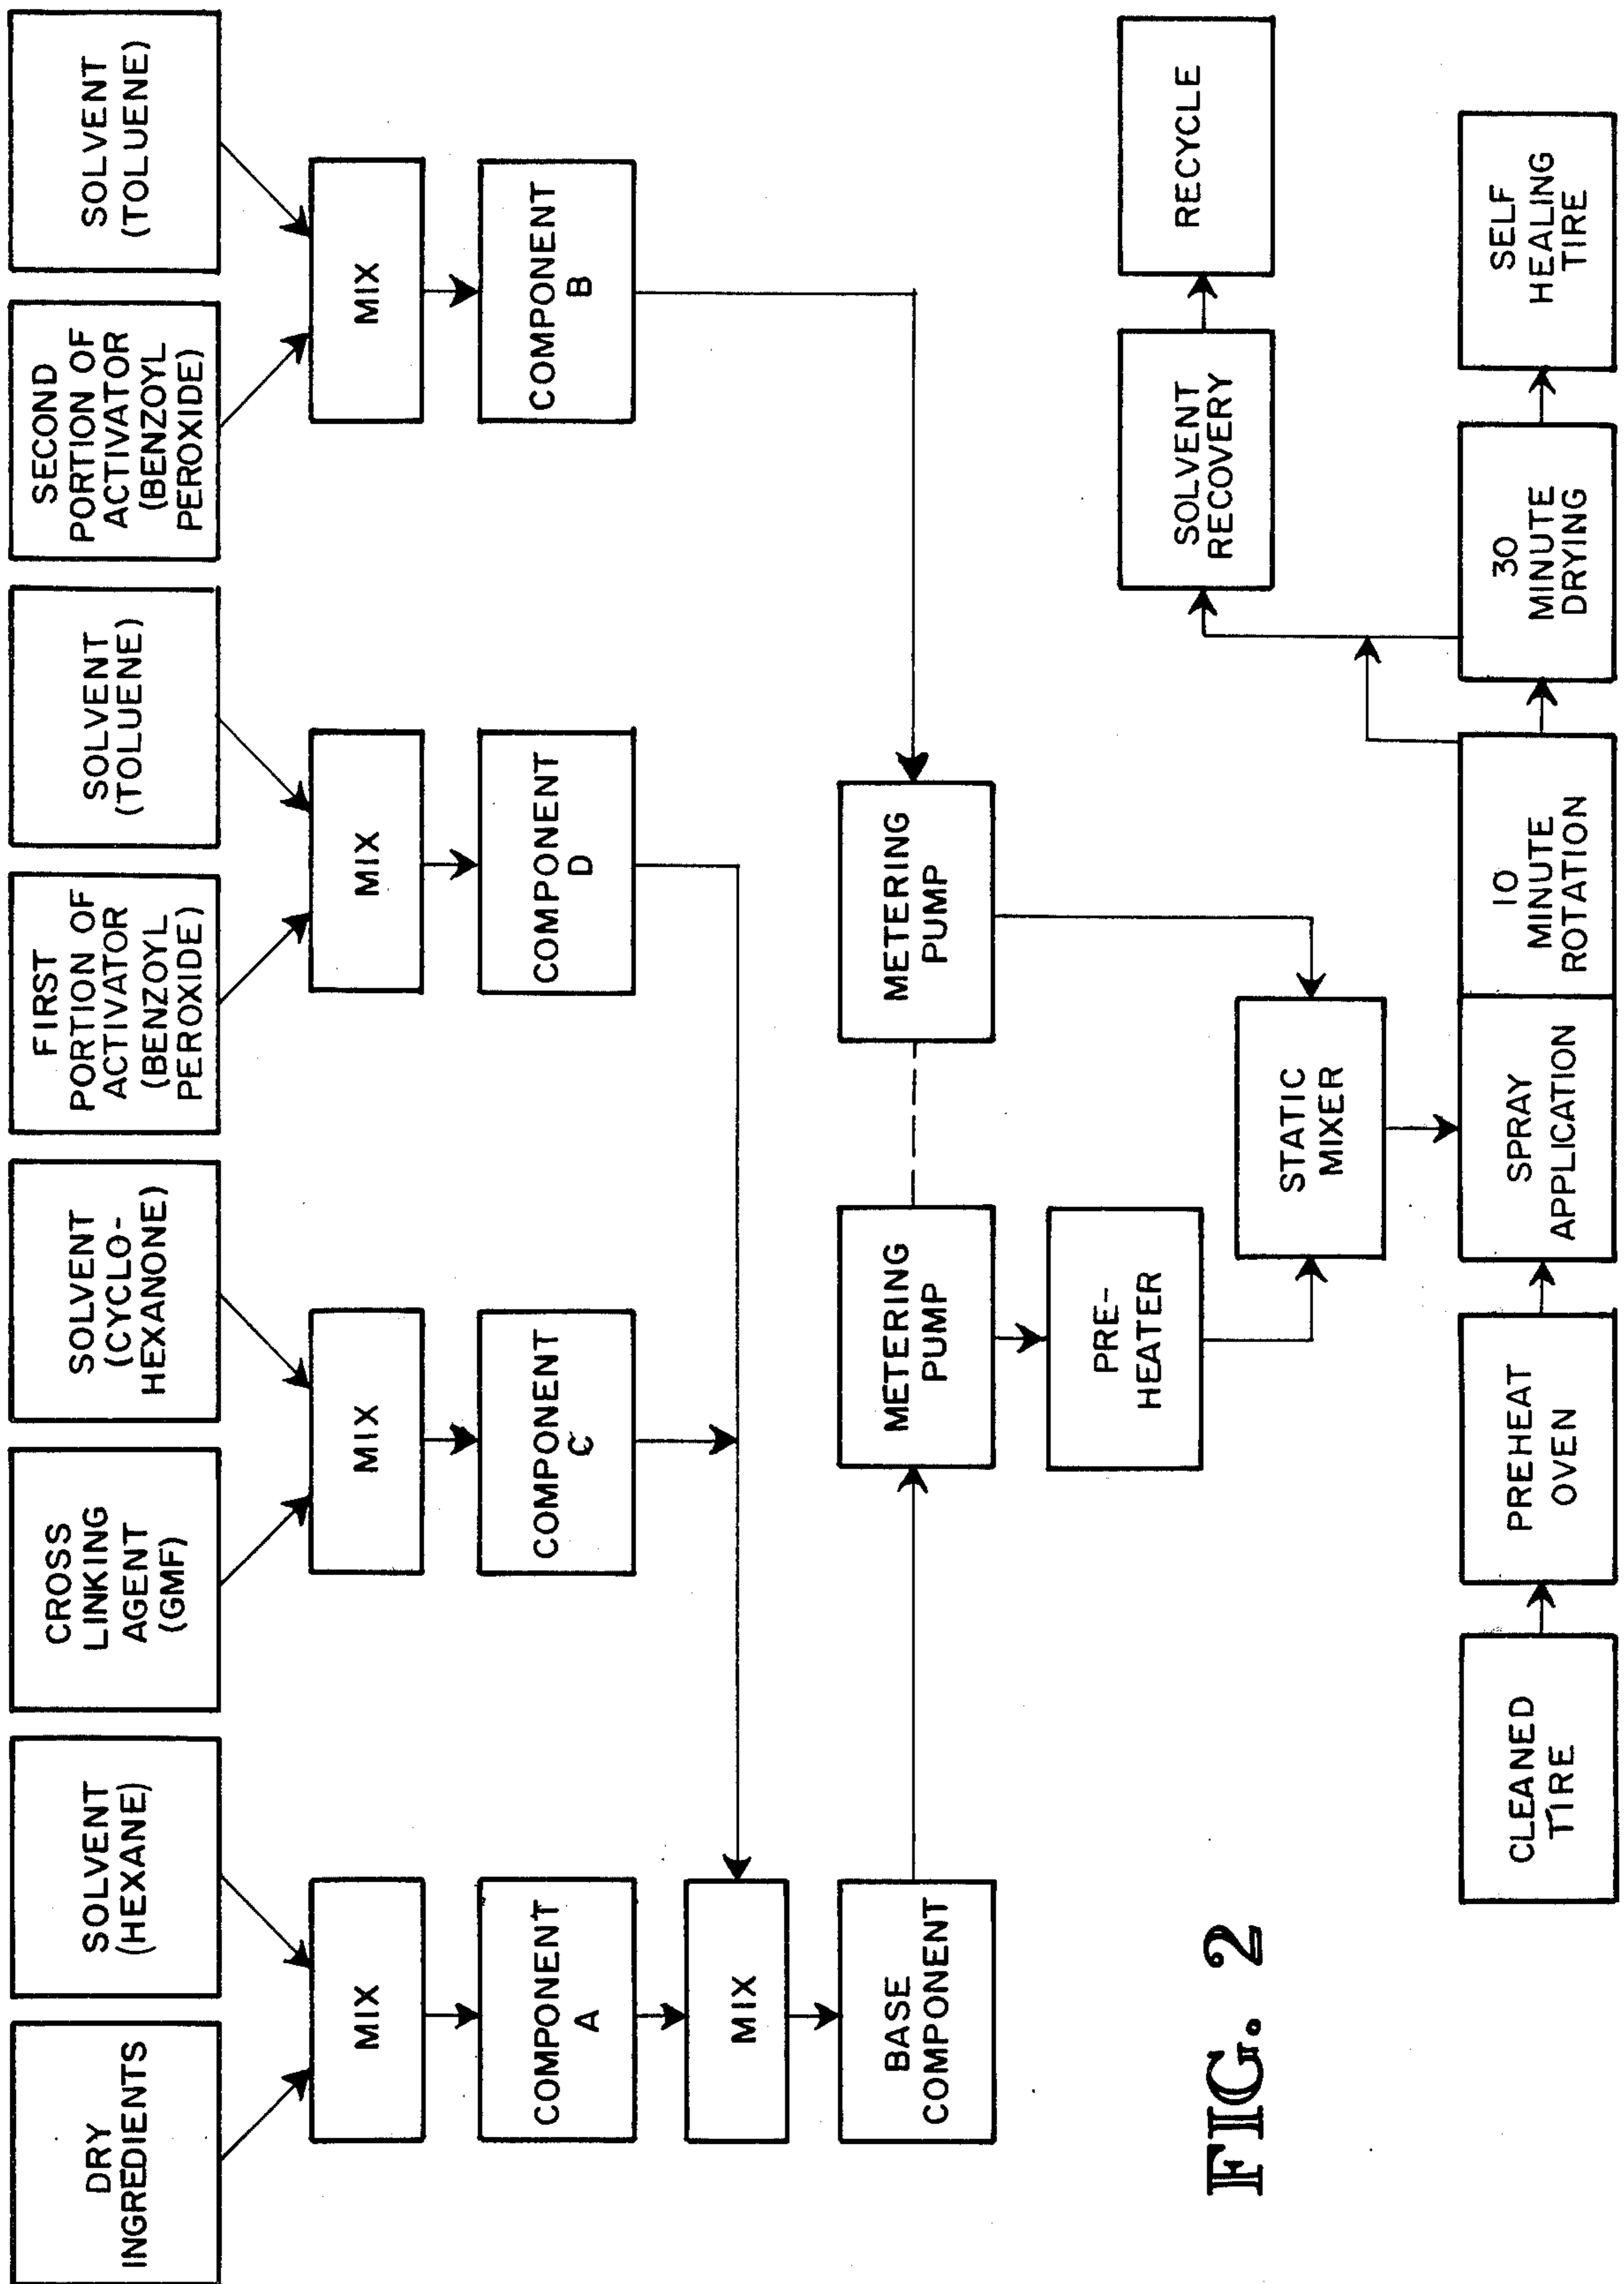 DRY
INGREDIENTS
SOLVENT
(HEXANE)
CROSS
LINKING
AGENT
(GMF)
SOLVENT
(CYCLO-
HEXANONE)
FIRST
PORTION OF
ACTIVATOR
(BENZOYL
PEROXIDE)
SOLVENT
(TOLUENE)
SECOND
PORTION OF
ACTIVATOR
(BENZOYL
PEROXIDE)
SOLVENT
(TOLUENE)
MIX
MIX
MIX
MIX
COMPONENT
A
COMPONENT
C
COMPONENT
D
COMPONENT
B
MIX
BASE
COMPONENT
METERING
PUMP
METERING
PUMP
PRE-
HEATER
STATIC
MIXER
SOLVENT
RECOVERY
RECYCLE
CLEANED
TIRE
PREHEAT
OVEN
SPRAY
APPLICATION
10
MINUTE
ROTATION
30
MINUTE
DRYING
SELF
HEALING
TIRE
FIG. 2